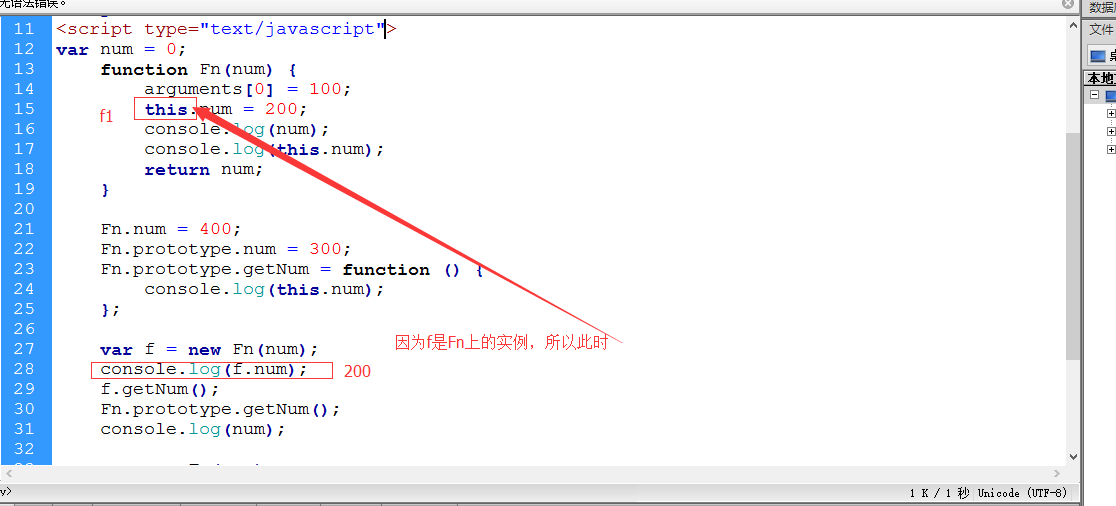 无语法错误。
数据库
文件
本地
11 <script type="text/javascript">
12 var num = 0;
13 function Fn(num) {
14 arguments[0] = 100;
15 this.num = 200;
f1
16 console.log(num);
17 console.log(this.num);
18 return num;
19 }
20
21 Fn.num = 400;
22 Fn.prototype.num = 300;
23 Fn.prototype.getNum = function () {
24 console.log(this.num);
25 };
26
因为f是Fn上的实例，所以此时
27 var f = new Fn(num);
28 console.log(f.num); 200
29 f.getNum();
30 Fn.prototype.getNum();
31 console.log(num);
32
v>
1 K / 1 秒 Unicode (UTF-8)